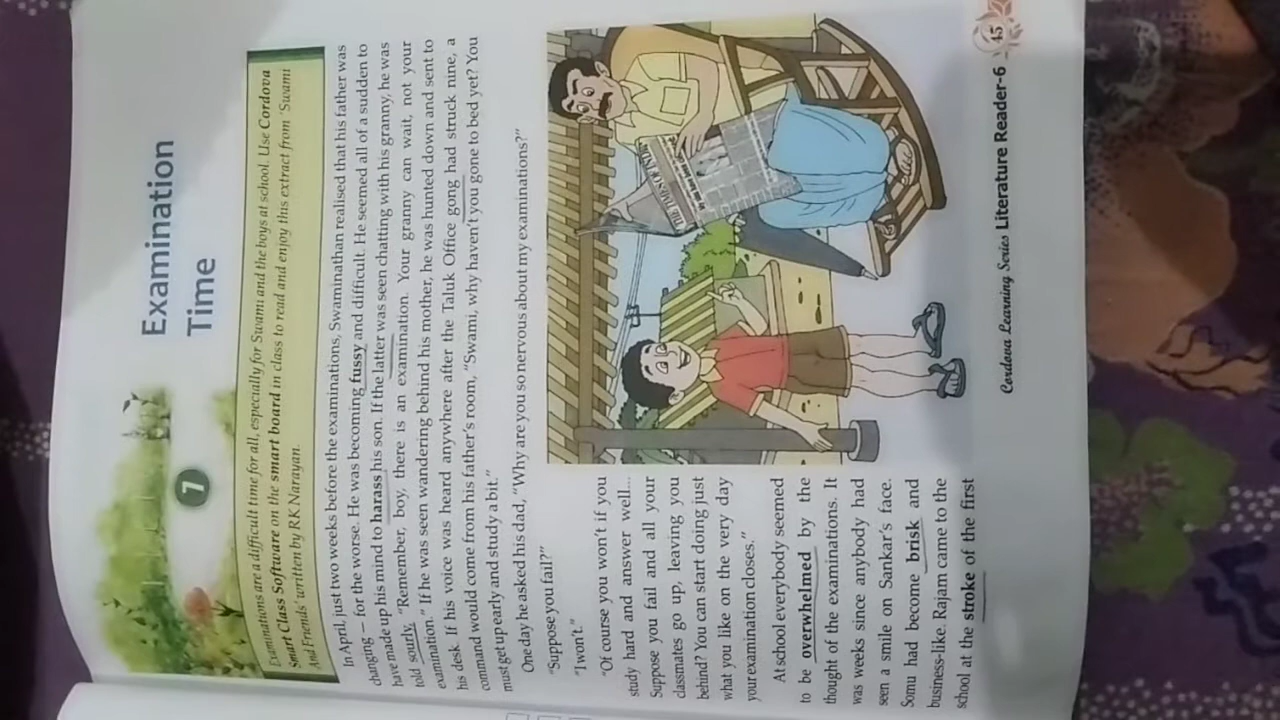 Examination
Time
7
Examinations are a difficult time for all, especially for Swami and the boys at school. Use Cordova
Smart Class Software on the smart board in class to read and enjoy this extract from 'Swami
And Friends' written by RK Narayan.
In April, just two weeks before the examinations, Swaminathan realised that his father was
changing — for the worse. He was becoming fussy and difficult. He seemed all of a sudden to
have made up his mind to harass his son. If the latter was seen chatting with his granny, he was
told sourly, "Remember, boy, there is an examination. Your granny can wait, not your
examination." If he was seen wandering behind his mother, he was hunted down and sent to
his desk. If his voice was heard anywhere after the Taluk Office gong had struck nine, a
command would come from his father's room, "Swami, why haven't you gone to bed yet? You
must get up early and study a bit."
One day he asked his dad, "Why are you so nervous about my examinations?"
"Suppose you fail?"
"I won't."
"Of course you won't if you
study hard and answer well...
Suppose you fail and all your
classmates go up, leaving you
behind? You can start doing just
what you like on the very day
your examination closes."
At school everybody seemed
to be overwhelmed by the
thought of the examinations. It
was weeks since anybody had
seen a smile on Sankar's face.
Somu had become brisk and
business-like. Rajam came to the
school at the stroke of the first
THE TIMES OF INDIA
Cordova Learning Series Literature Reader-6
45